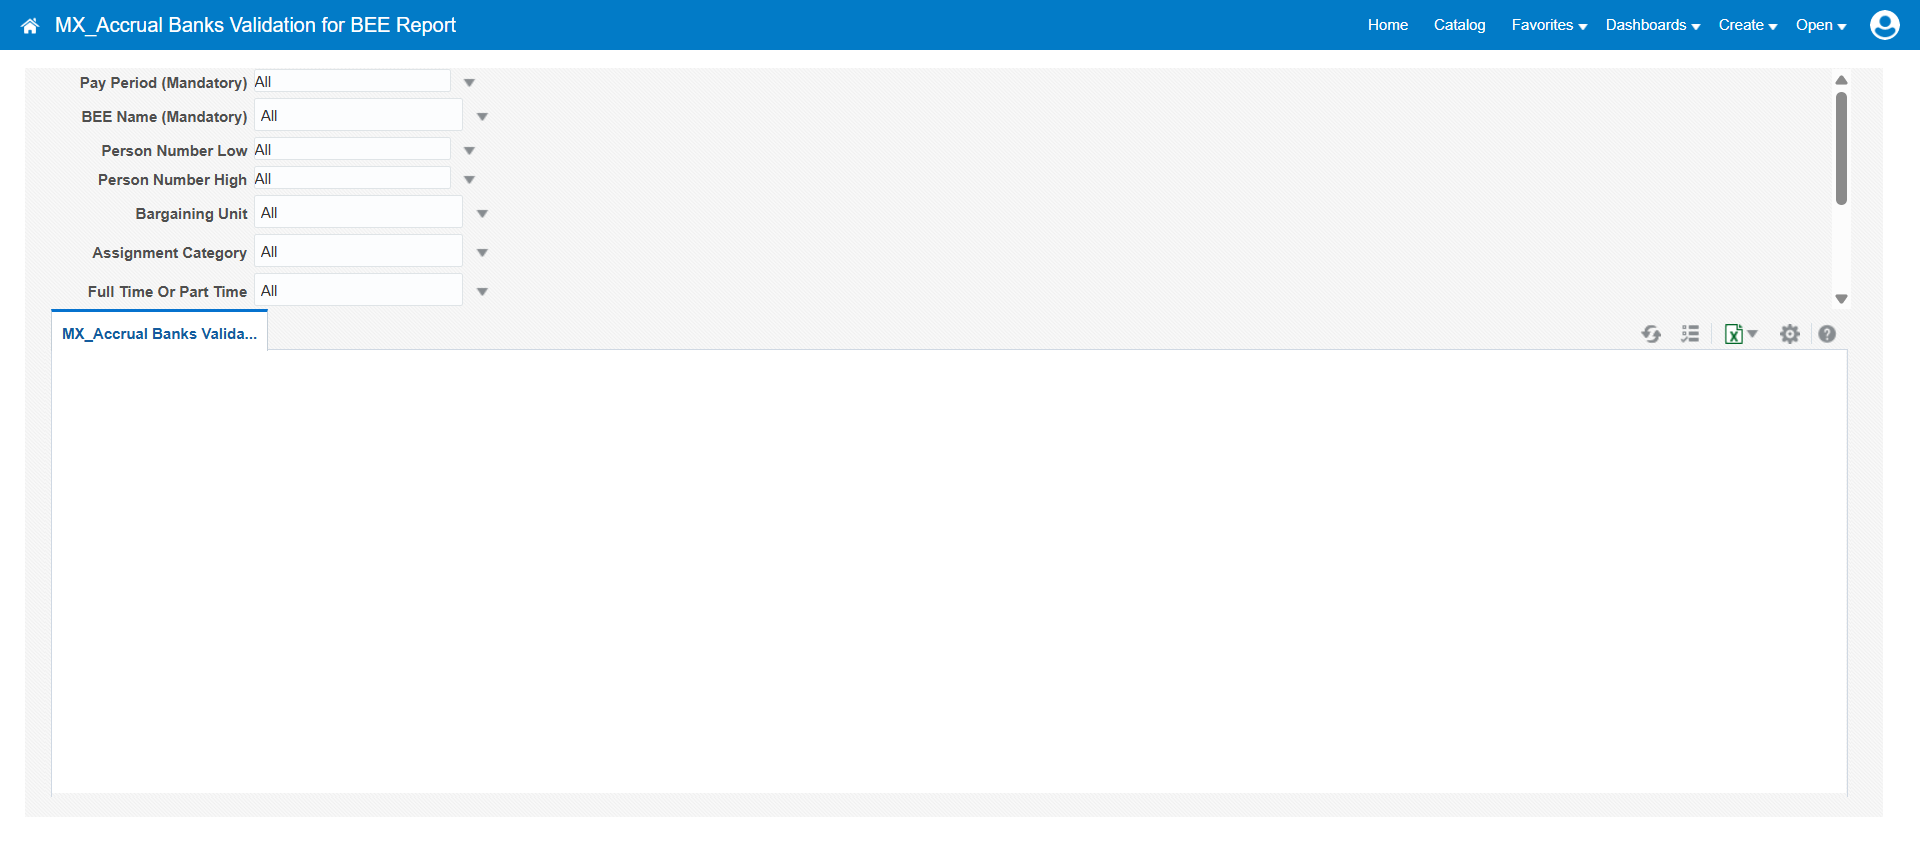 MX_Accrual Banks Validation for BEE Report
Home Catalog Favorites Dashboards Create Open
Pay Period (Mandatory) All
BEE Name (Mandatory) All
Person Number Low All
Person Number High All
Bargaining Unit All
Assignment Category All
Full Time Or Part Time All
MX_Accrual Banks Valida...